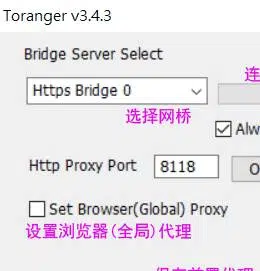 Toranger v3.4.3
Bridge Server Select
连
Https Bridge 0
选择网桥
Alw
Http Proxy Port 8118 O
Set Browser(Global) Proxy
设置浏览器(全局)代理